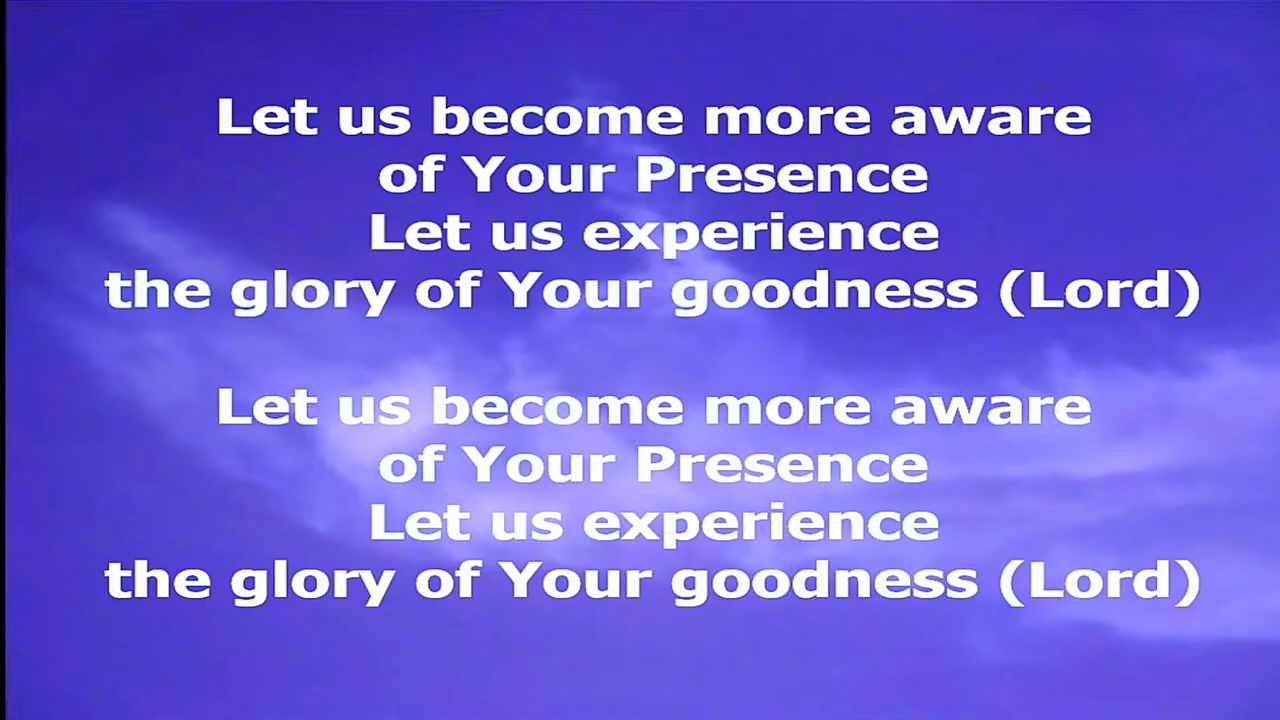 Let us become more aware
of Your Presence
Let us experience
the glory of Your goodness (Lord)
Let us become more aware
of Your Presence
Let us experience
the glory of Your goodness (Lord)